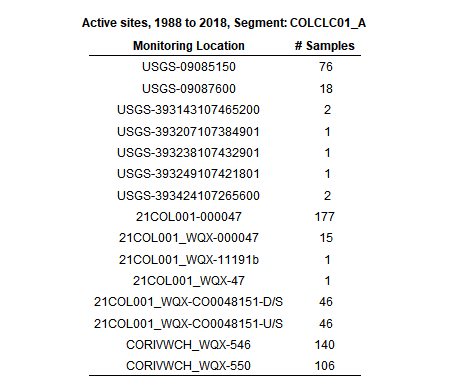 Active sites, 1988 to 2018, Segment: COLCLC01_A
Monitoring Location # Samples
USGS-09085150 76
USGS-09087600 18
USGS-393143107465200 2
USGS-393207107384901 1
USGS-393238107432901 1
USGS-393249107421801 1
USGS-393424107265600 2
21COL001-000047 177
21COL001_WQX-000047 15
21COL001_WQX-11191b 1
21COL001_WQX-47 1
21COL001_WQX-CO0048151-D/S 46
21COL001_WQX-CO0048151-U/S 46
CORIVWCH_WQX-546 140
CORIVWCH_WQX-550 106